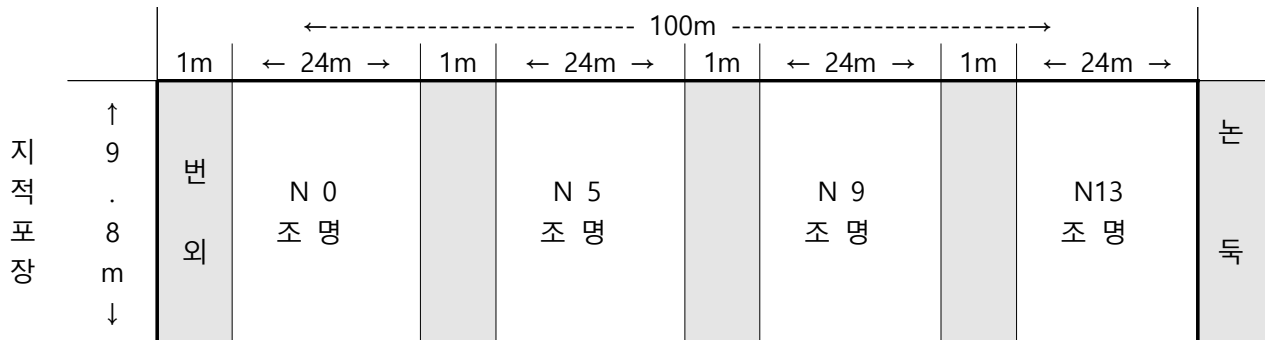 ←---------------------- 100m ----------------------→
1m ← 24m → 1m ← 24m → 1m ← 24m → 1m ← 24m →
지적포장
↑
9
.
8
m
↓
번외
N 0
조 명
N 5
조 명
N 9
조 명
N13
조 명
논둑